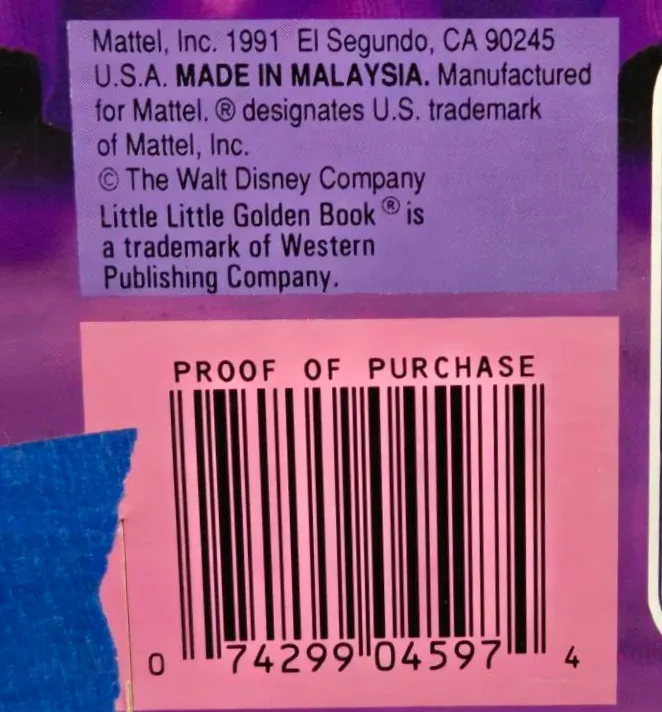 Mattel, Inc. 1991 El Segundo, CA 90245
U.S.A. MADE IN MALAYSIA. Manufactured
for Mattel. ® designates U.S. trademark
of Mattel, Inc.
© The Walt Disney Company
Little Little Golden Book ® is
a trademark of Western
Publishing Company.
PROOF OF PURCHASE
0 74299 04597 4